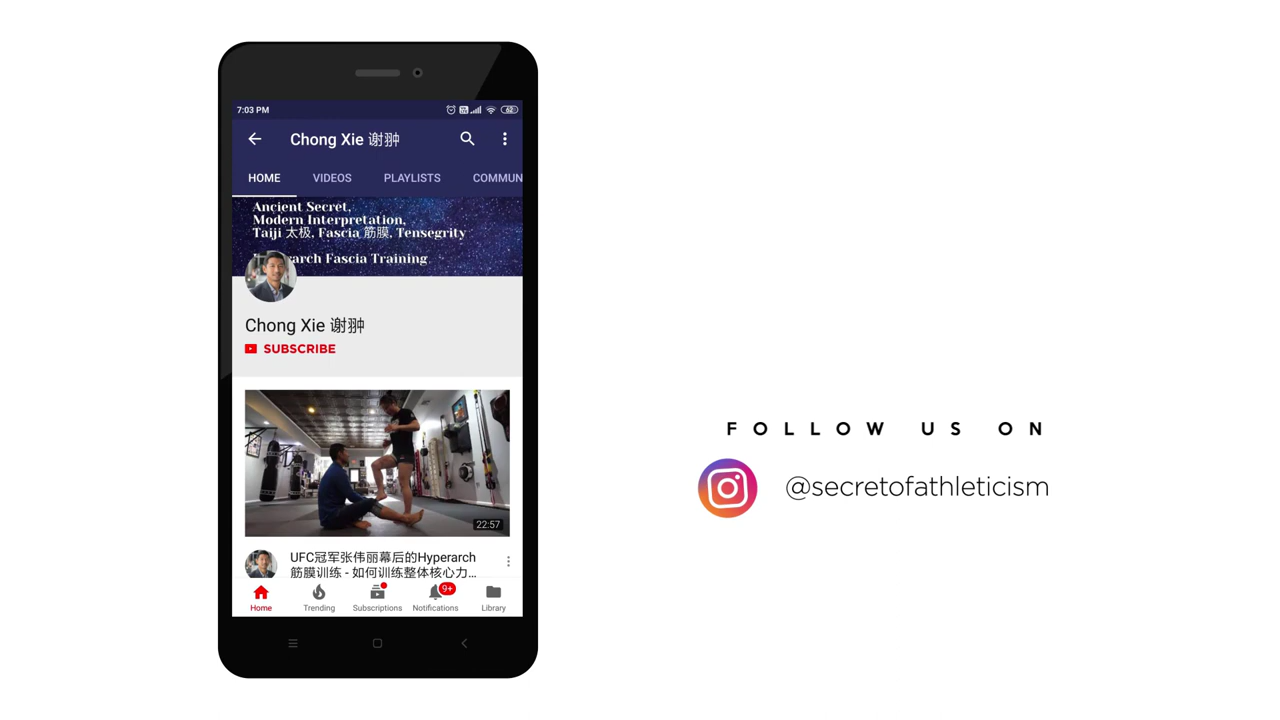 7:03 PM
Chong Xie 谢翀
HOME VIDEOS PLAYLISTS COMMUN
Ancient Secret,
Modern Interpretation,
Taiji 太极, Fascia 筋膜, Tensegrity
Fascia Training
Chong Xie 谢翀
SUBSCRIBE
22:57
UFC冠军张伟丽幕后的Hyperarch
筋膜训练 - 如何训练整体核心力...
9+
Home Trending Subscriptions Notifications Library
FOLLOW US ON
@secretofathleticism